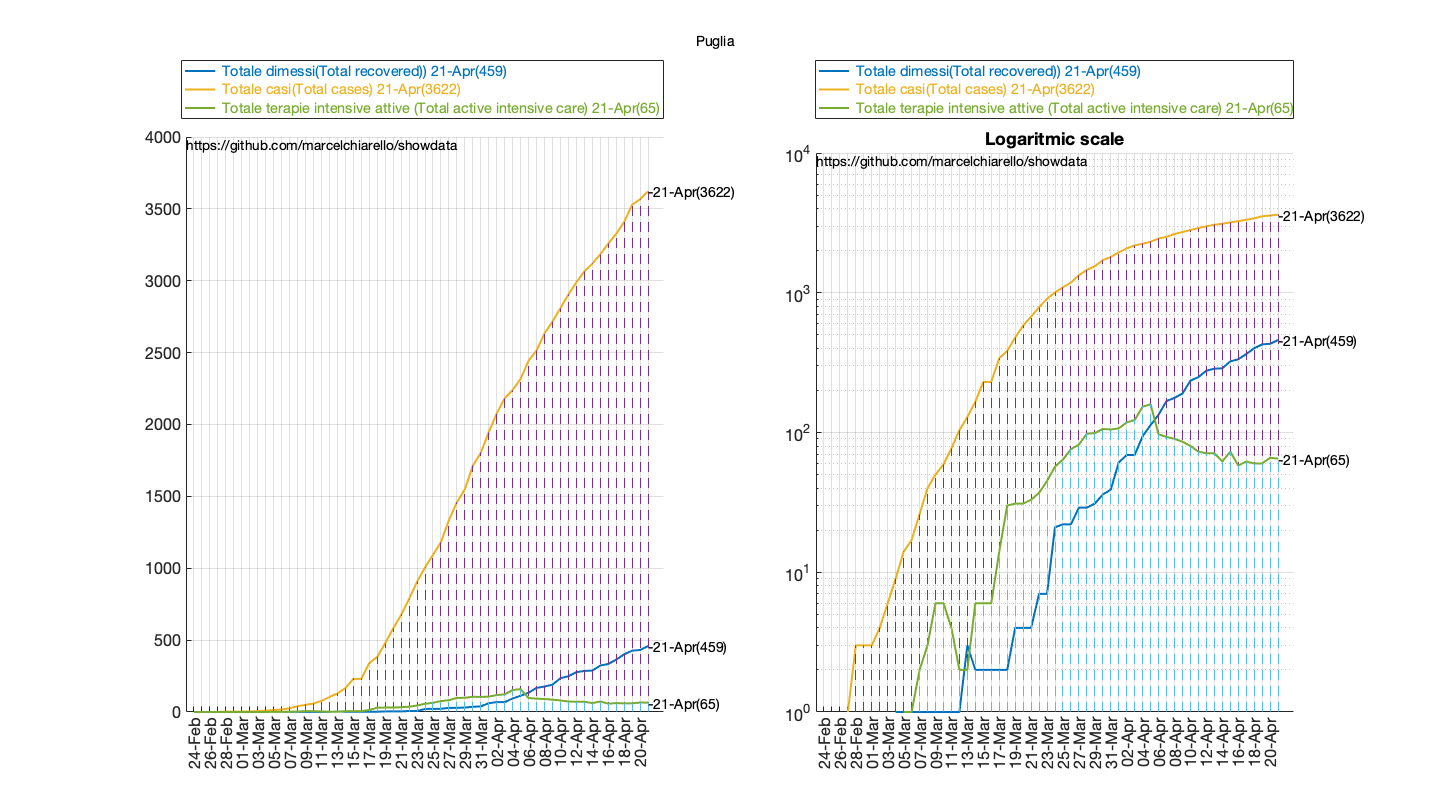 Puglia
Totale dimessi(Total recovered)) 21-Apr(459)
Totale casi(Total cases) 21-Apr(3622)
Totale terapie intensive attive (Total active intensive care) 21-Apr(65)
https://github.com/marcelchiarello/showdata
4000
3500
3000
2500
2000
1500
1000
500
0
-21-Apr(3622)
-21-Apr(459)
-21-Apr(65)
24-Feb
26-Feb
28-Feb
01-Mar
03-Mar
05-Mar
07-Mar
09-Mar
11-Mar
13-Mar
15-Mar
17-Mar
19-Mar
21-Mar
23-Mar
25-Mar
27-Mar
29-Mar
31-Mar
02-Apr
04-Apr
06-Apr
08-Apr
10-Apr
12-Apr
14-Apr
16-Apr
18-Apr
20-Apr
Totale dimessi(Total recovered)) 21-Apr(459)
Totale casi(Total cases) 21-Apr(3622)
Totale terapie intensive attive (Total active intensive care) 21-Apr(65)
Logaritmic scale
https://github.com/marcelchiarello/showdata
10^4
10^3
10^2
10^1
10^0
-21-Apr(3622)
-21-Apr(459)
-21-Apr(65)
24-Feb
26-Feb
28-Feb
01-Mar
03-Mar
05-Mar
07-Mar
09-Mar
11-Mar
13-Mar
15-Mar
17-Mar
19-Mar
21-Mar
23-Mar
25-Mar
27-Mar
29-Mar
31-Mar
02-Apr
04-Apr
06-Apr
08-Apr
10-Apr
12-Apr
14-Apr
16-Apr
18-Apr
20-Apr